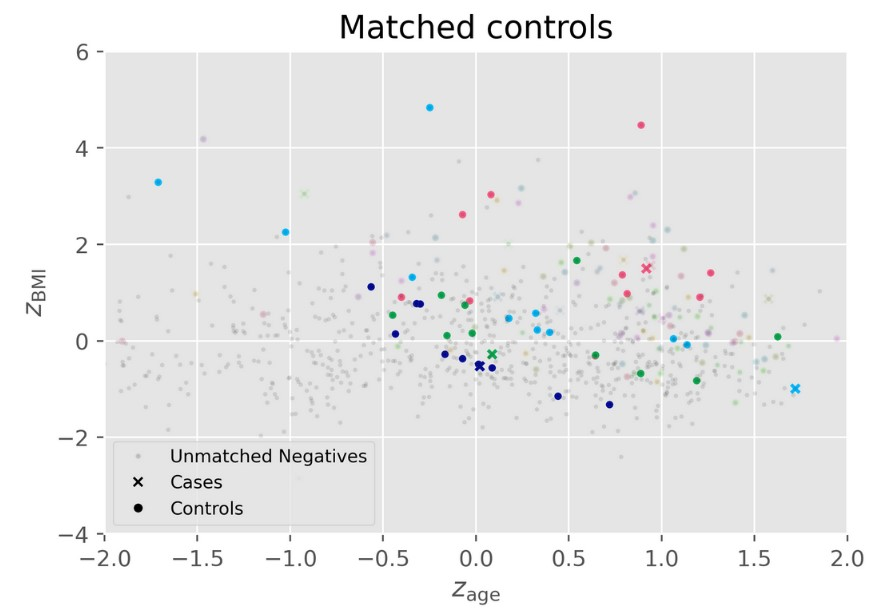 Matched controls
6
4
2
0
−2
−4
z_BMI
Unmatched Negatives
Cases
Controls
−2.0 −1.5 −1.0 −0.5 0.0 0.5 1.0 1.5 2.0
z_age